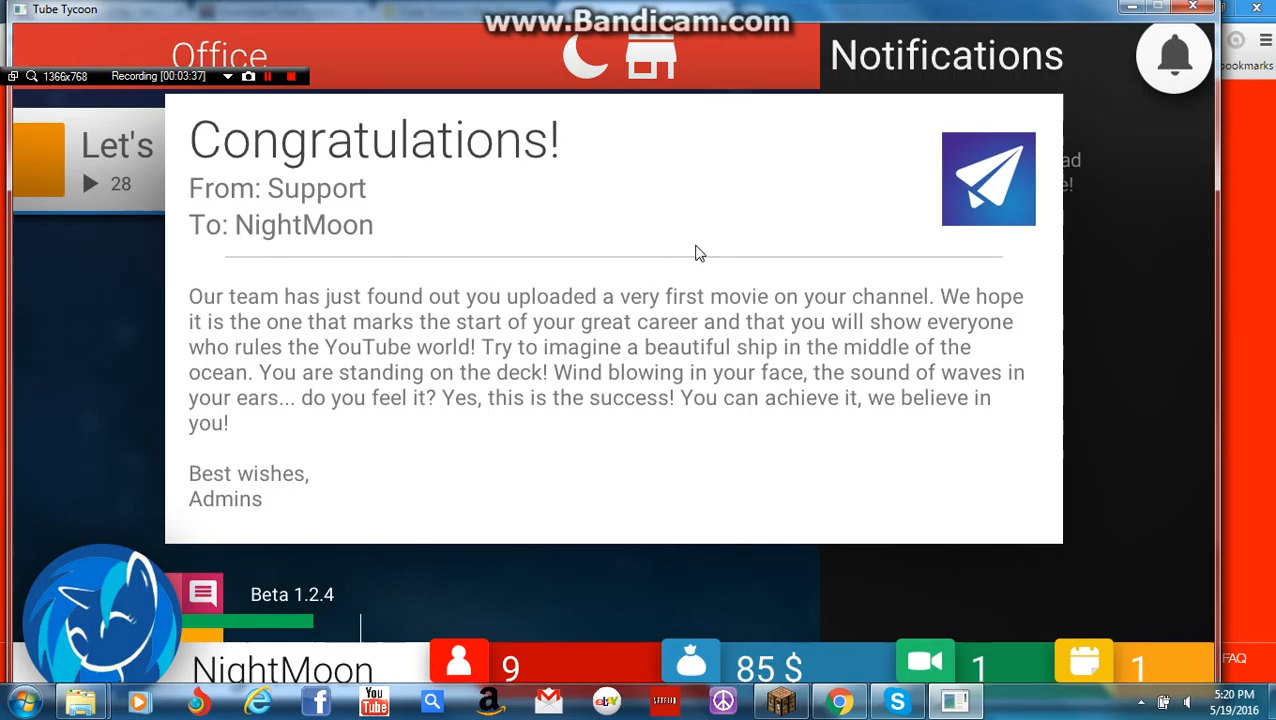 Tube Tycoon
www.Bandicam.com
Office
Notifications
1366x768
Recording [00:03:37]
bookmarks
Let's
28
ad
e!
Congratulations!
From: Support
To: NightMoon
Our team has just found out you uploaded a very first movie on your channel. We hope
it is the one that marks the start of your great career and that you will show everyone
who rules the YouTube world! Try to imagine a beautiful ship in the middle of the
ocean. You are standing on the deck! Wind blowing in your face, the sound of waves in
your ears... do you feel it? Yes, this is the success! You can achieve it, we believe in
you!
Best wishes,
Admins
Beta 1.2.4
NightMoon
9
85 $
1
1
FAQ
You
Tube
NETFLIX
ebay
5:20 PM
5/19/2016